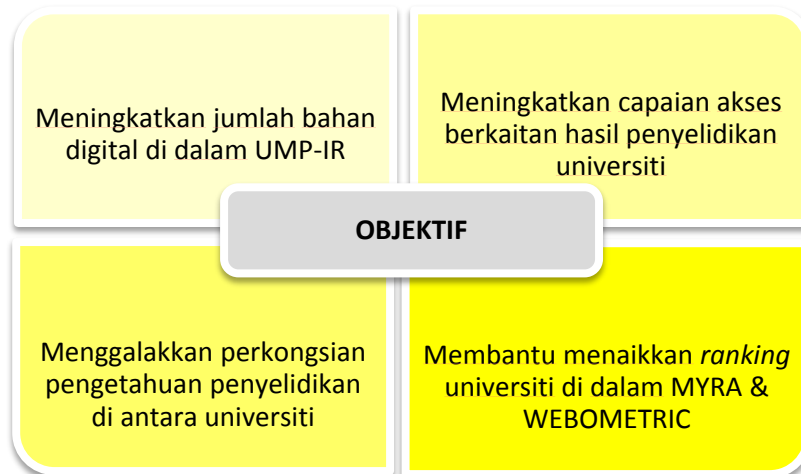 Meningkatkan jumlah bahan
digital di dalam UMP-IR
Meningkatkan capaian akses
berkaitan hasil penyelidikan
universiti
OBJEKTIF
Menggalakkan perkongsian
pengetahuan penyelidikan
di antara universiti
Membantu menaikkan ranking
universiti di dalam MYRA &
WEBOMETRIC